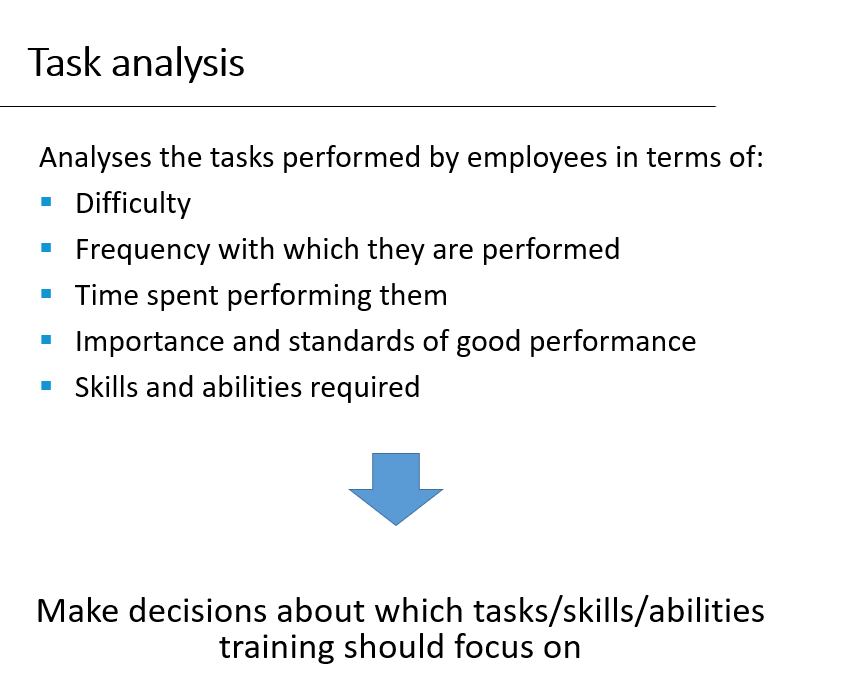 Task analysis
Analyses the tasks performed by employees in terms of:
Difficulty
Frequency with which they are performed
Time spent performing them
Importance and standards of good performance
Skills and abilities required
Make decisions about which tasks/skills/abilities
training should focus on